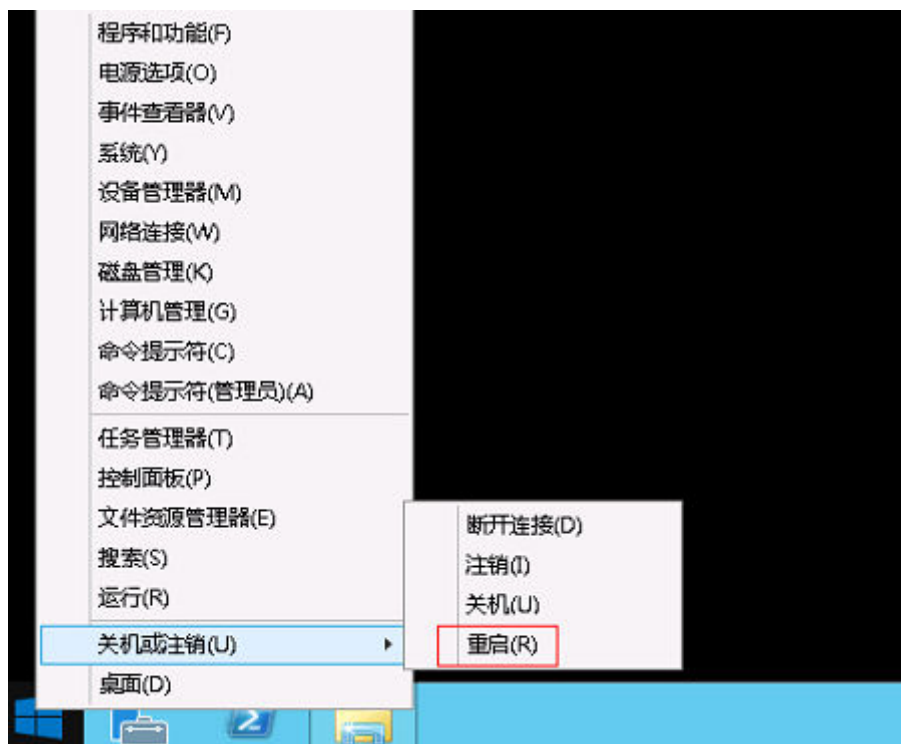 程序和功能(F)
电源选项(O)
事件查看器(V)
系统(Y)
设备管理器(M)
网络连接(W)
磁盘管理(K)
计算机管理(G)
命令提示符(C)
命令提示符(管理员)(A)
任务管理器(T)
控制面板(P)
文件资源管理器(E)
搜索(S)
运行(R)
关机或注销(U)
桌面(D)
断开连接(D)
注销(I)
关机(U)
重启(R)